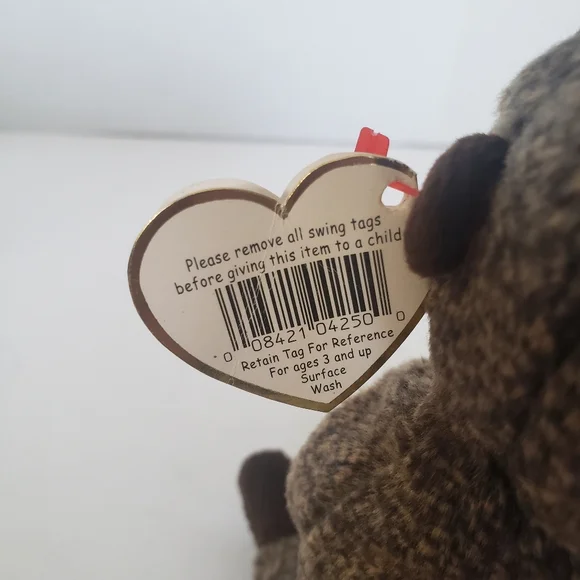 Please remove all swing tags
before giving this item to a child
0 08421 04250 0
Retain Tag For Reference
For ages 3 and up
Surface
Wash